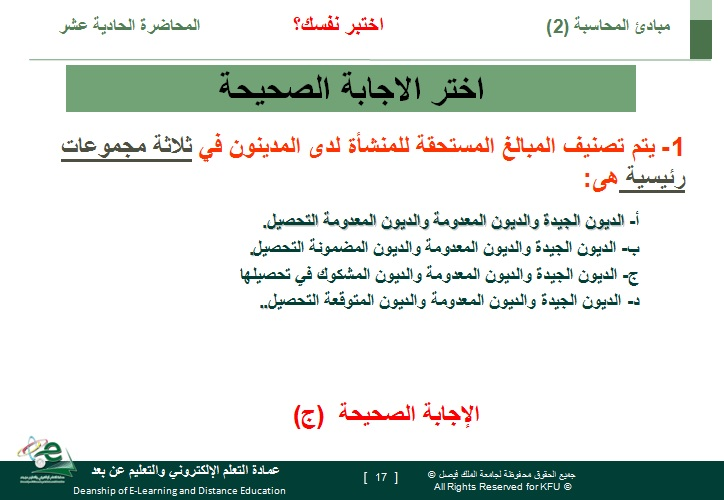 مبادئ المحاسبة (2)
اختبر نفسك؟
المحاضرة الحادية عشر
اختر الاجابة الصحيحة
1- يتم تصنيف المبالغ المستحقة للمنشأة لدى المدينون في ثلاثة مجموعات
رئيسية هى:
أ- الديون الجيدة والديون المعدومة والديون المعدومة التحصيل.
ب- الديون الجيدة والديون المعدومة والديون المضمونة التحصيل.
ج- الديون الجيدة والديون المعدومة والديون المشكوك في تحصيلها
د- الديون الجيدة والديون المعدومة والديون المتوقعة التحصيل..
الإجابة الصحيحة (ج)
جميع الحقوق محفوظة لجامعة الملك فيصل ©
All Rights Reserved for KFU ©
[ 17 ]
عمادة التعلم الإلكتروني والتعليم عن بعد
Deanship of E-Learning and Distance Education